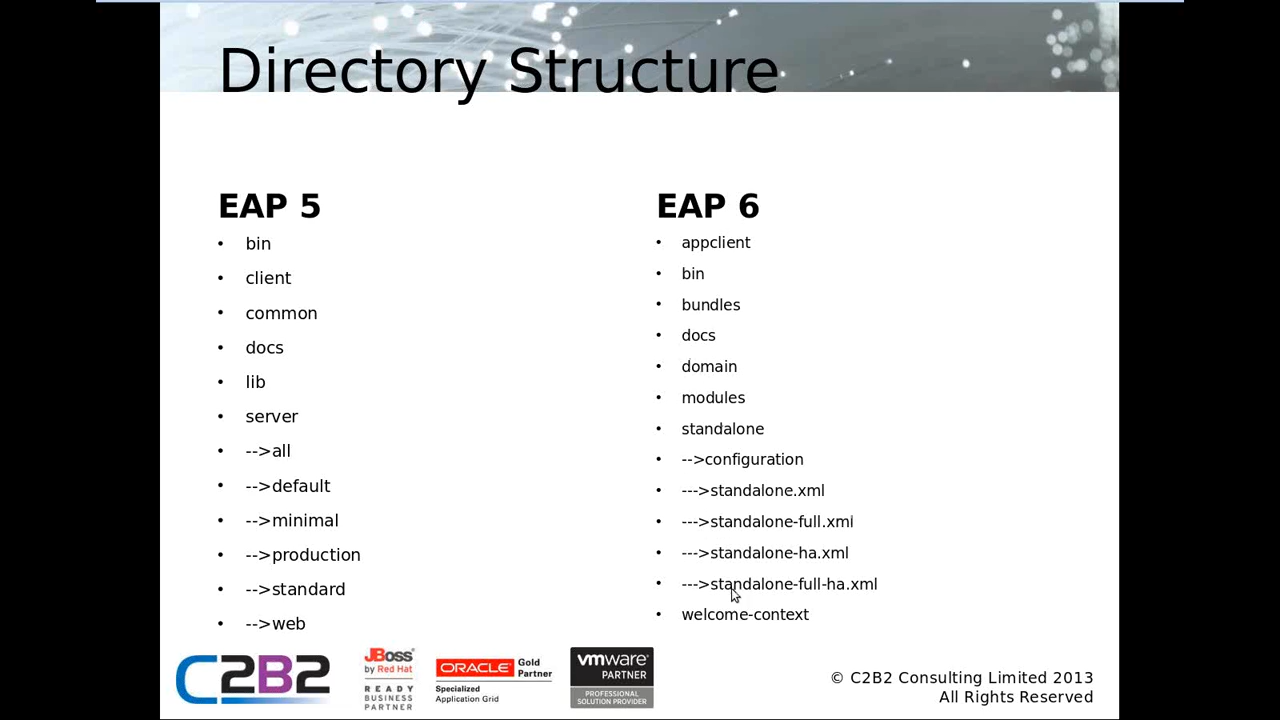 Directory Structure
EAP 5
bin
client
common
docs
lib
server
-->all
-->default
-->minimal
-->production
-->standard
-->web
EAP 6
appclient
bin
bundles
docs
domain
modules
standalone
-->configuration
--->standalone.xml
--->standalone-full.xml
--->standalone-ha.xml
--->standalone-full-ha.xml
welcome-context
C2B2
JBoss
by Red Hat
READY
BUSINESS
PARTNER
ORACLE Gold Partner
Specialized
Application Grid
vmware
PARTNER
PROFESSIONAL
SOLUTION PROVIDER
© C2B2 Consulting Limited 2013
All Rights Reserved